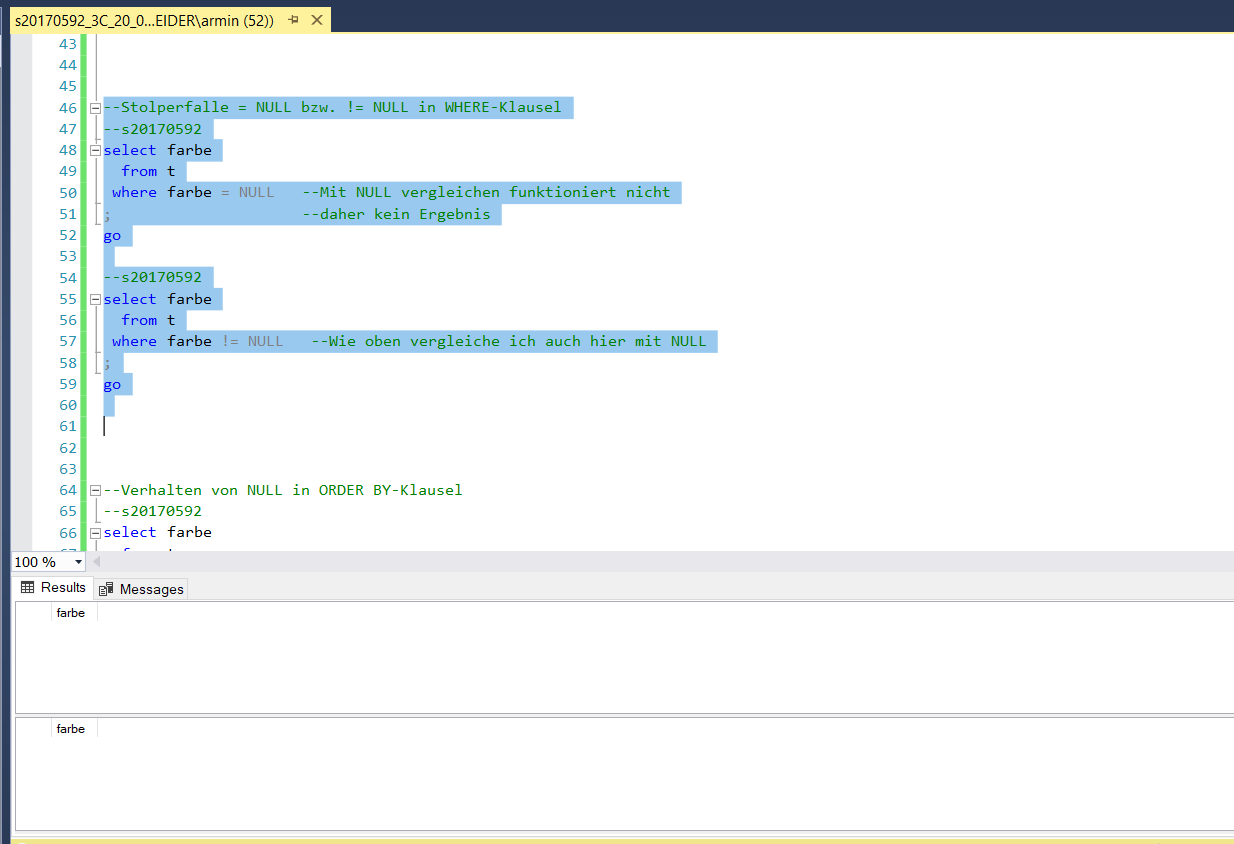 s20170592_3C_20_0...EIDER\armin (52))
43
44
45
46 --Stolperfalle = NULL bzw. != NULL in WHERE-Klausel
47 --s20170592
48 select farbe
49 from t
50 where farbe = NULL --Mit NULL vergleichen funktioniert nicht
51 ; --daher kein Ergebnis
52 go
53
54 --s20170592
55 select farbe
56 from t
57 where farbe != NULL --Wie oben vergleiche ich auch hier mit NULL
58 ;
59 go
60
61
62
63
64 --Verhalten von NULL in ORDER BY-Klausel
65 --s20170592
66 select farbe
100 %
Results Messages
farbe
farbe